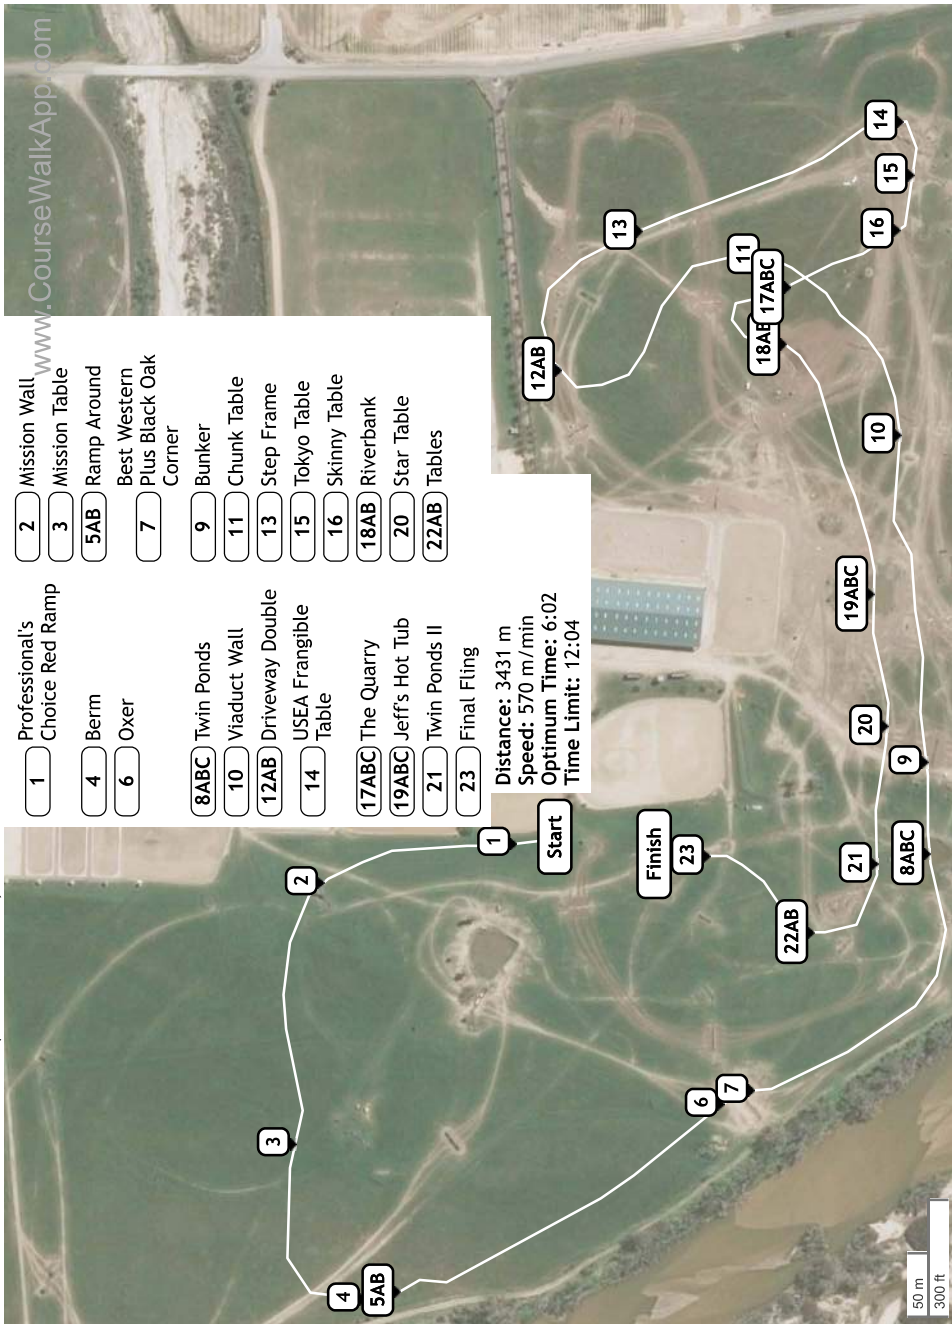 www.CourseWalkApp.com
1 Professional's
Choice Red Ramp
2 Mission Wall
3 Mission Table
4 Berm
5AB Ramp Around
6 Oxer
7 Best Western
Plus Black Oak
Corner
8ABC Twin Ponds
9 Bunker
10 Viaduct Wall
11 Chunk Table
12AB Driveway Double
13 Step Frame
14 USEA Frangible
Table
15 Tokyo Table
16 Skinny Table
17ABC The Quarry
18AB Riverbank
19ABC Jeff's Hot Tub
20 Star Table
21 Twin Ponds II
22AB Tables
23 Final Fling
Distance: 3431 m
Speed: 570 m/min
Optimum Time: 6:02
Time Limit: 12:04
Start
1
2
3
4
5AB
6
7
8ABC
9
10
11
12AB
13
14
15
16
17ABC
18AB
19ABC
20
21
22AB
23
Finish
50 m
300 ft